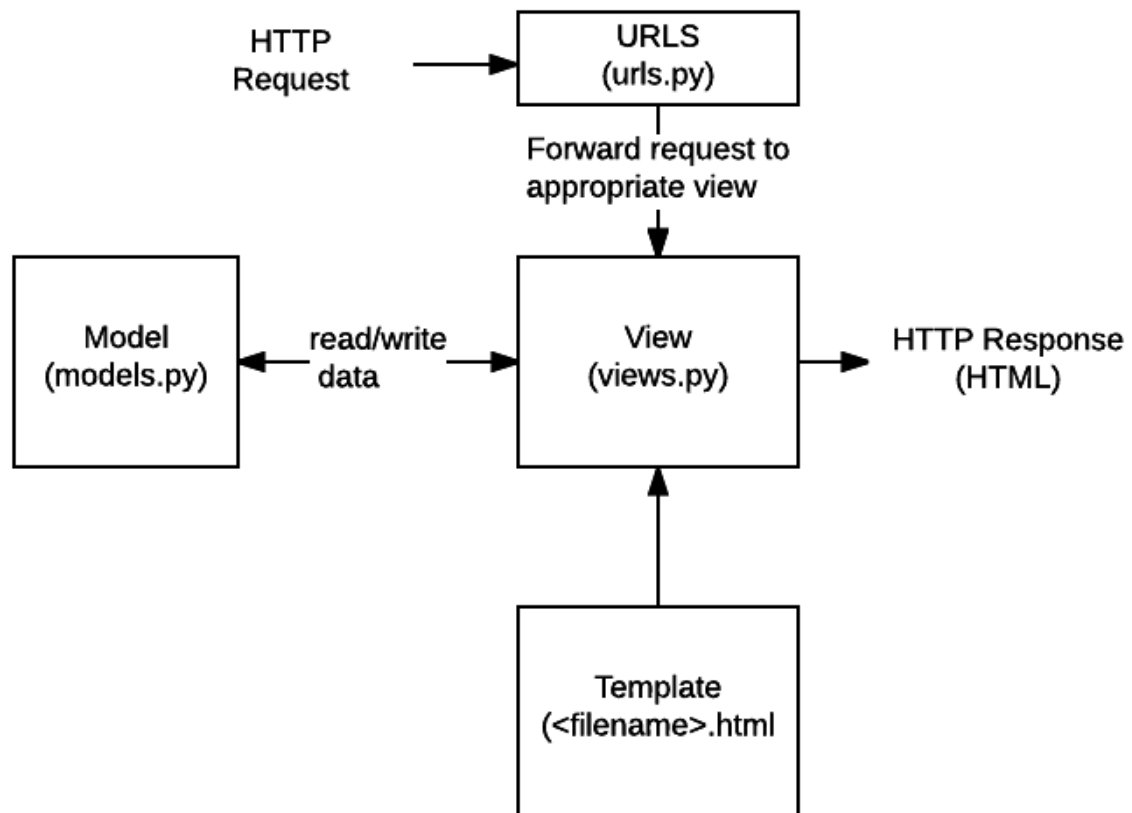 HTTP
Request
URLS
(urls.py)
Forward request to
appropriate view
Model
(models.py)
read/write
data
View
(views.py)
HTTP Response
(HTML)
Template
(<filename>.html